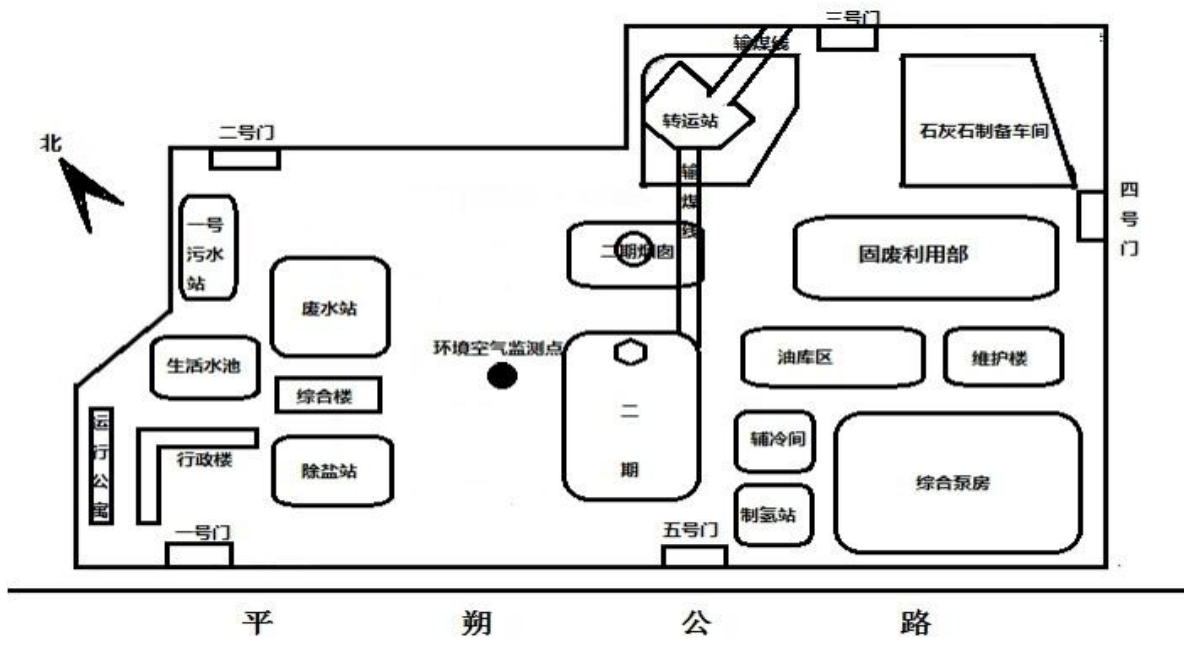 三号门
输煤线
转运站
石灰石制备车间
二号门
北
输煤线
四号门
一号
污水
站
二期烟囱
固废利用部
废水站
环境空气监测点
油库区
维护楼
生活水池
综合楼
二期
运行公寓
行政楼
除盐站
辅冷间
综合泵房
制氢站
一号门
五号门
平朔公路